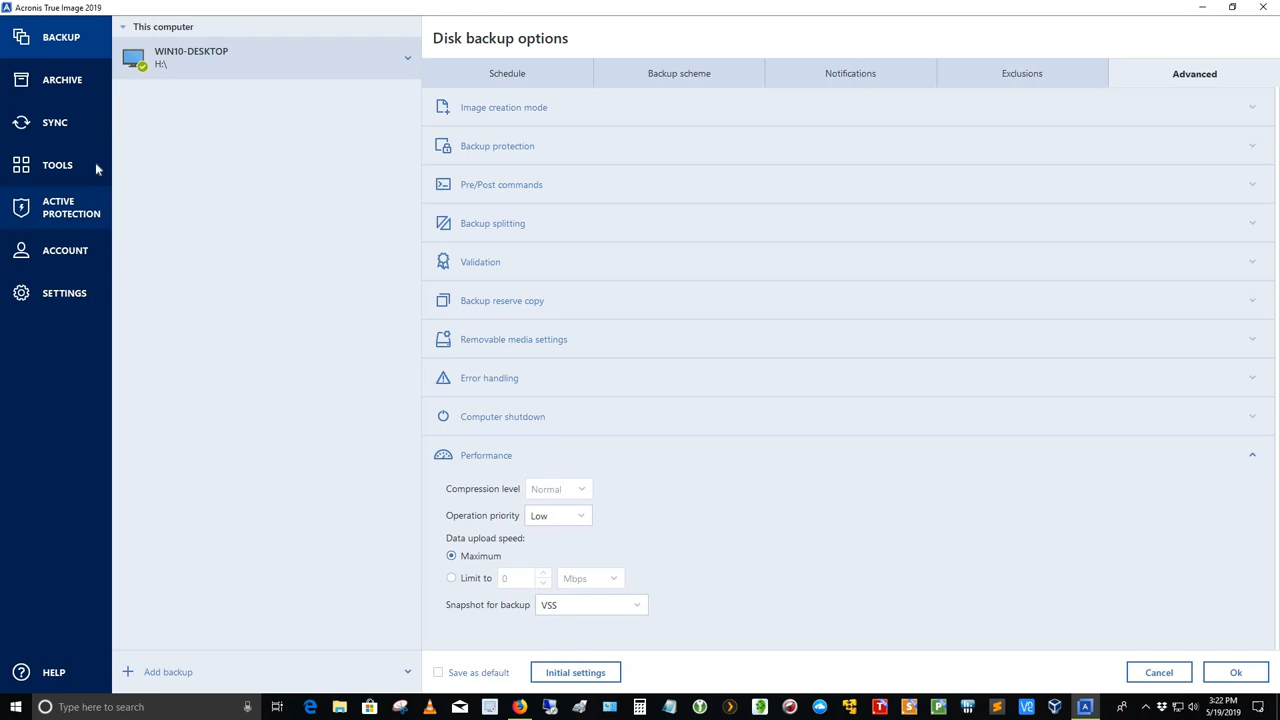 Acronis True Image 2019
BACKUP
ARCHIVE
SYNC
TOOLS
ACTIVE
PROTECTION
ACCOUNT
SETTINGS
HELP
This computer
WIN10-DESKTOP
H:\
Add backup
Disk backup options
Schedule
Backup scheme
Notifications
Exclusions
Advanced
Image creation mode
Backup protection
Pre/Post commands
Backup splitting
Validation
Backup reserve copy
Removable media settings
Error handling
Computer shutdown
Performance
Compression level Normal
Operation priority Low
Data upload speed:
Maximum
Limit to 0 Mbps
Snapshot for backup VSS
Save as default
Initial settings
Cancel
Ok
Type here to search
3:22 PM
5/19/2019